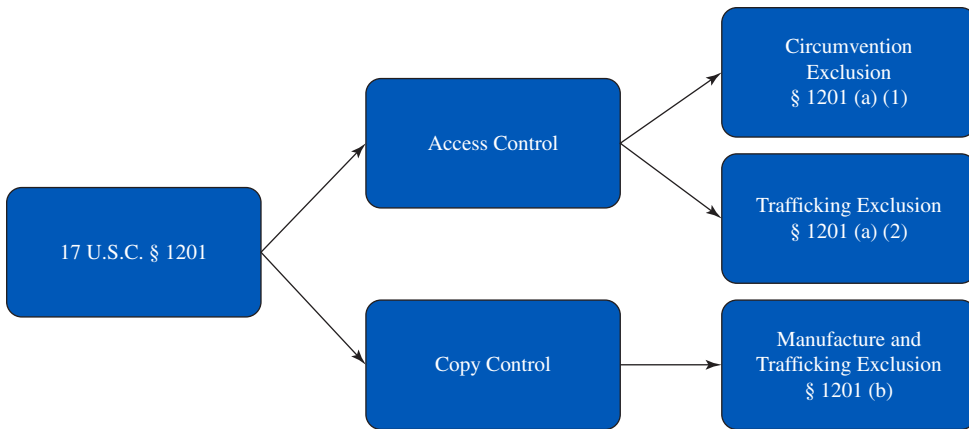 17 U.S.C. § 1201
Access Control
Circumvention
Exclusion
§ 1201 (a) (1)
Trafficking Exclusion
§ 1201 (a) (2)
Copy Control
Manufacture and
Trafficking Exclusion
§ 1201 (b)